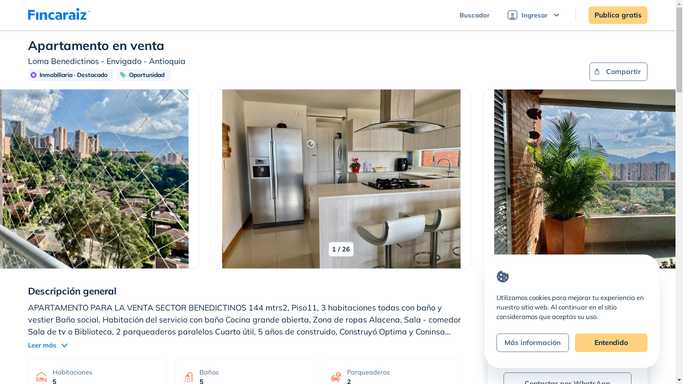 Fincaraiz
Buscador
Ingresar
Publica gratis
Apartamento en venta
Loma Benedictinos - Envigado - Antioquia
Inmobiliaria · Destacado
Oportunidad
Compartir
1 / 26
Descripción general
APARTAMENTO PARA LA VENTA SECTOR BENEDICTINOS 144 mtrs2, Piso11, 3 habitaciones todas con baño y
vestier Baño social, Habitación del servicio con baño Cocina grande abierta, Zona de ropas Alacena, Sala - comedor
Sala de tv o Biblioteca, 2 parqueaderos paralelos Cuarto útil, 5 años de construido, Construyó Optima y Coninsa...
Leer más
Habitaciones
5
Baños
5
Parqueaderos
2
Utilizamos cookies para mejorar tu experiencia en
nuestro sitio web. Al continuar en el sitio
consideramos que aceptas su uso.
Más información
Entendido
Contactar por WhatsApp